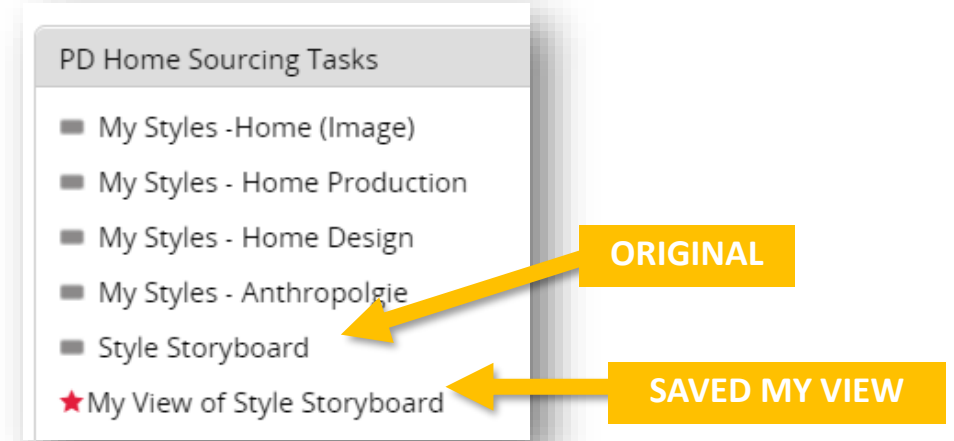 PD Home Sourcing Tasks
My Styles -Home (Image)
My Styles - Home Production
My Styles - Home Design
ORIGINAL
My Styles - Anthropolgie
Style Storyboard
My View of Style Storyboard
SAVED MY VIEW